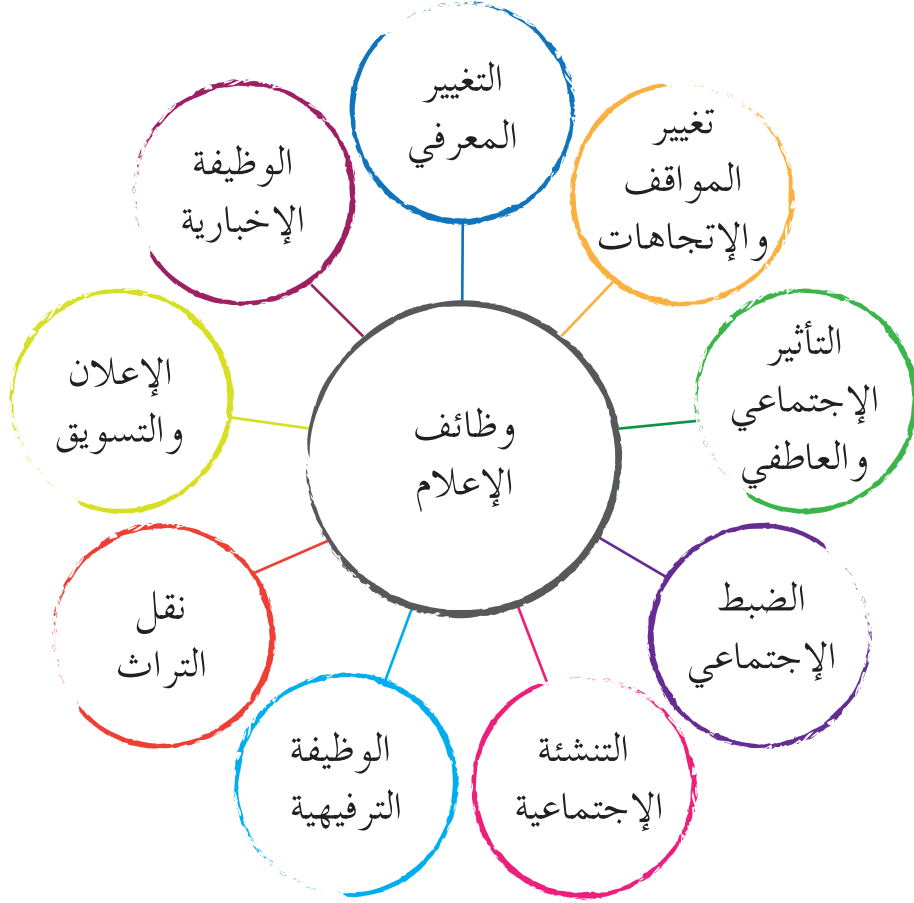 وظائف
الإعلام
التغيير
المعرفي
تغيير
المواقف
والإتجاهات
التأثير
الإجتماعي
والعاطفي
الضبط
الإجتماعي
التنشئة
الإجتماعية
الوظيفة
الترفيهية
نقل
التراث
الإعلان
والتسويق
الوظيفة
الإخبارية